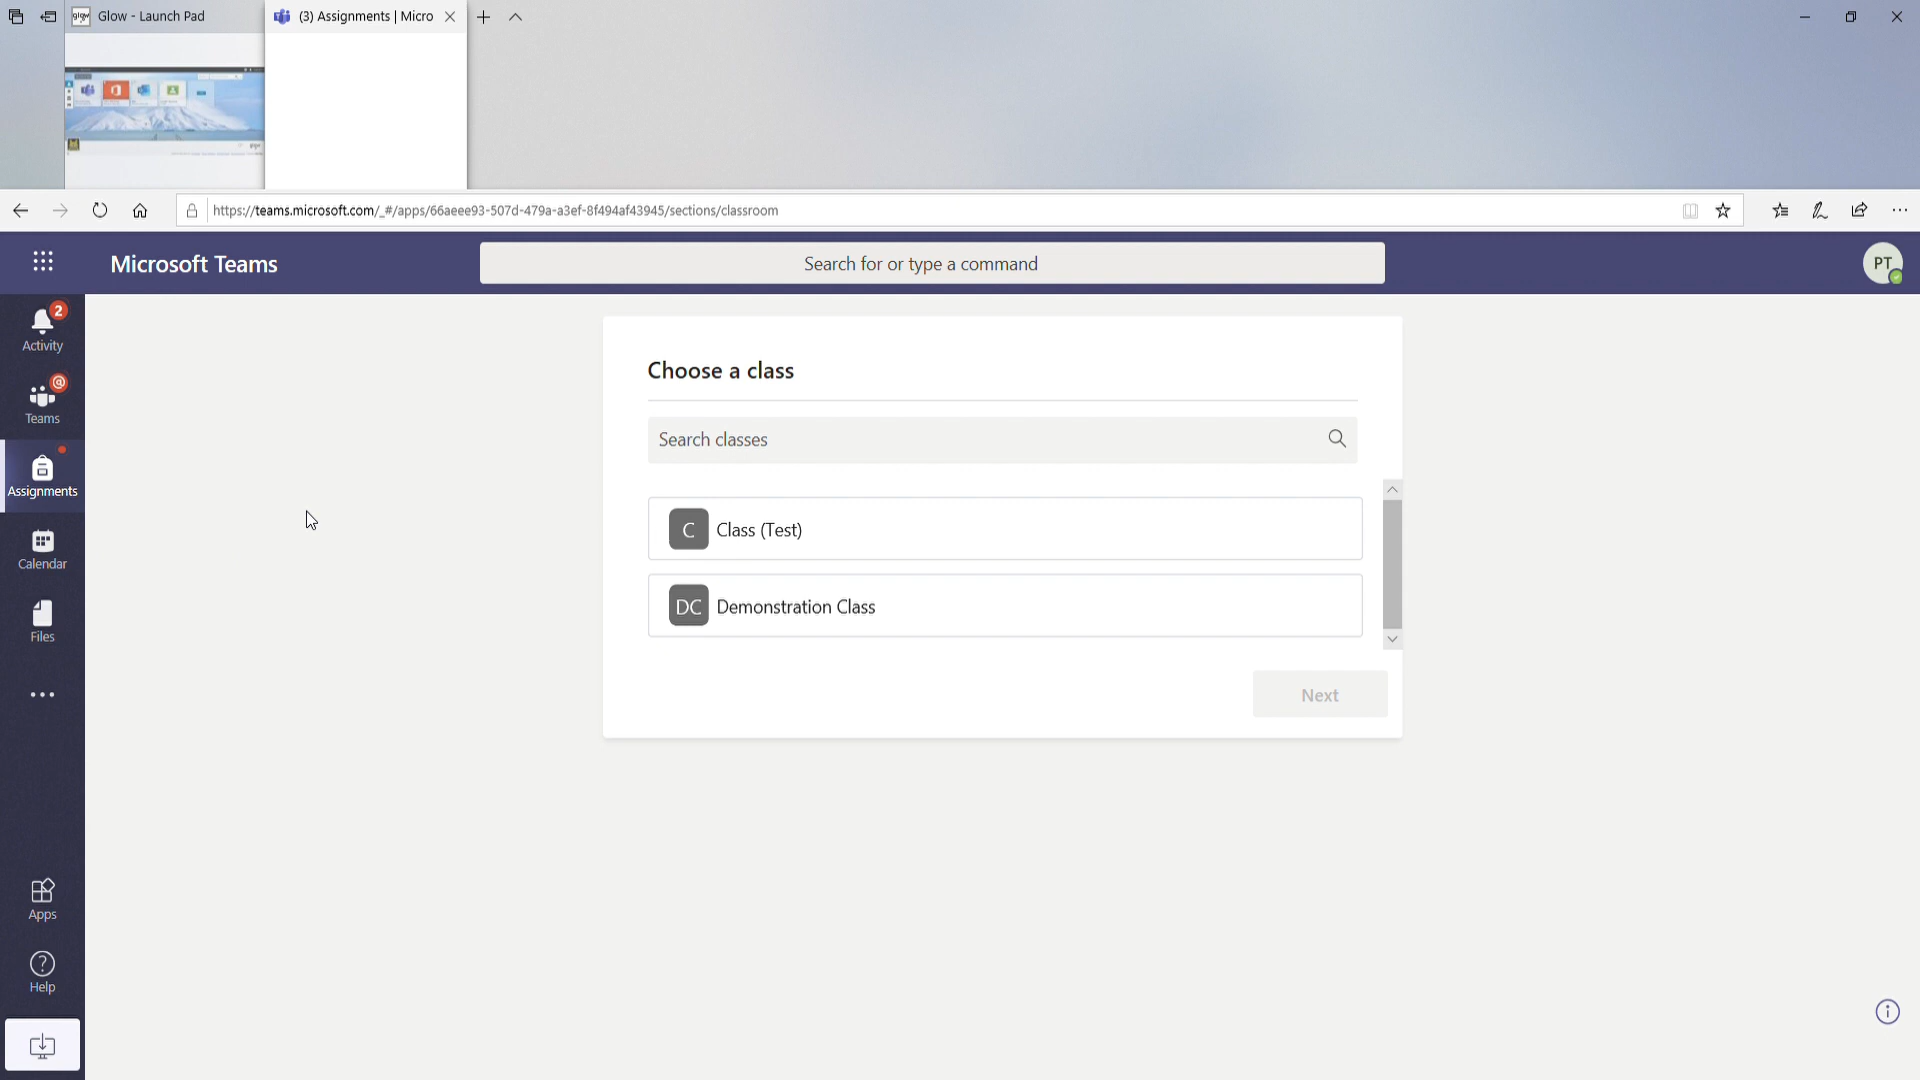 glow Glow - Launch Pad
(3) Assignments | Micro
https://teams.microsoft.com/_#/apps/66aeee93-507d-479a-a3ef-8f494af43945/sections/classroom
Microsoft Teams
Search for or type a command
PT
2
Activity
@
Teams
Assignments
Calendar
Files
Apps
Help
Choose a class
Search classes
C Class (Test)
DC Demonstration Class
Next